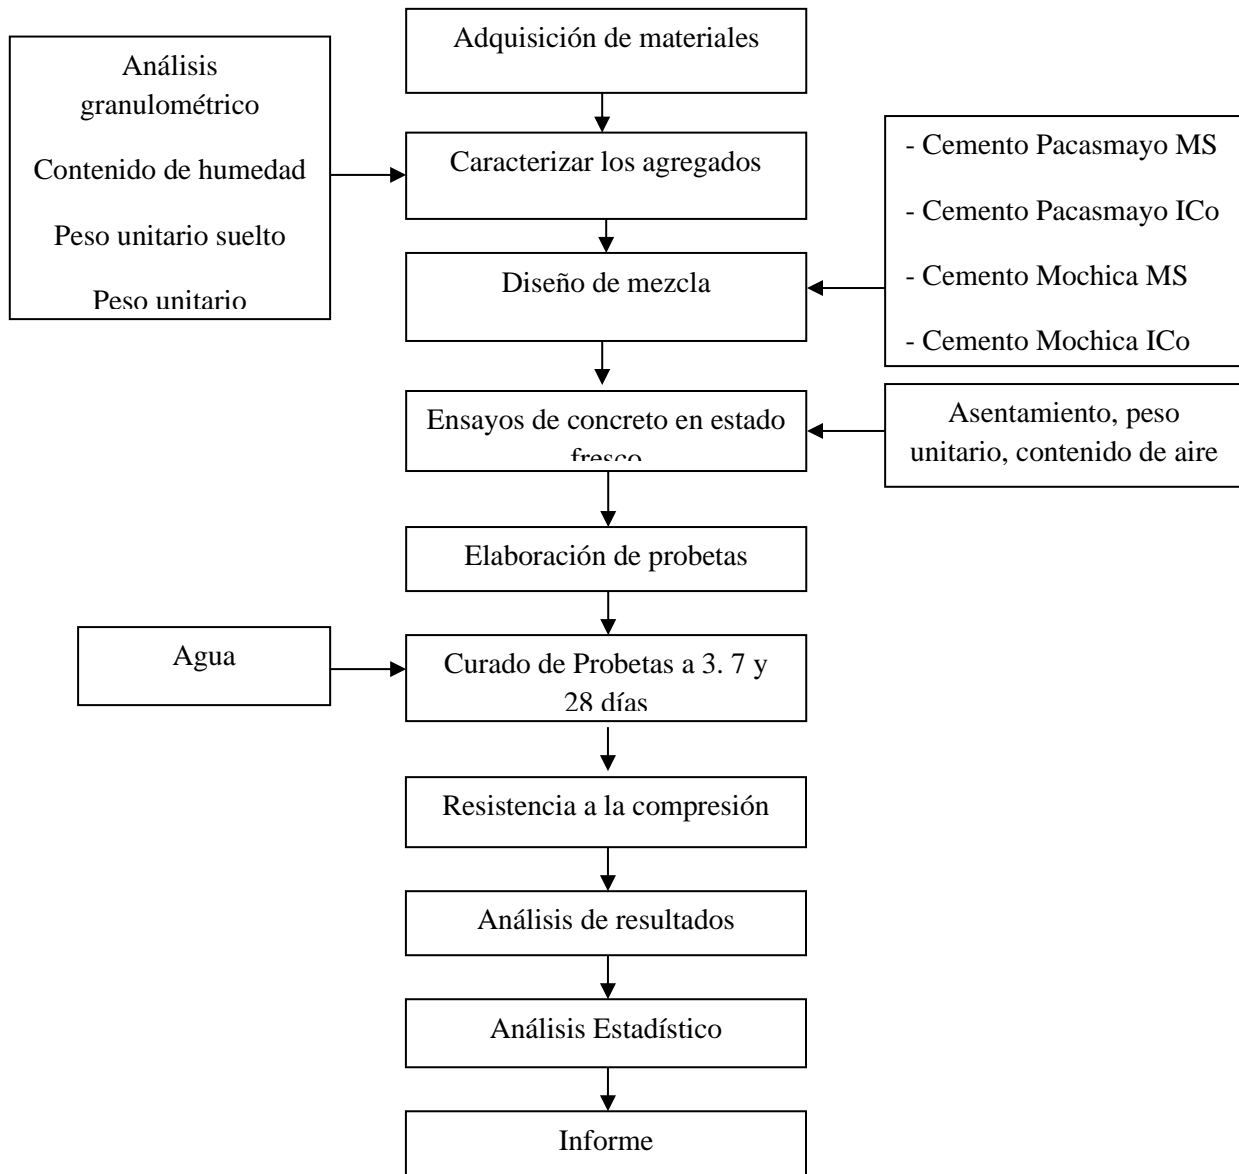 Adquisición de materiales
Análisis
granulométrico
Contenido de humedad
Peso unitario suelto
Peso unitario
Caracterizar los agregados
- Cemento Pacasmayo MS
- Cemento Pacasmayo ICo
- Cemento Mochica MS
- Cemento Mochica ICo
Diseño de mezcla
Ensayos de concreto en estado
fresco
Asentamiento, peso
unitario, contenido de aire
Elaboración de probetas
Agua
Curado de Probetas a 3. 7 y
28 días
Resistencia a la compresión
Análisis de resultados
Análisis Estadístico
Informe